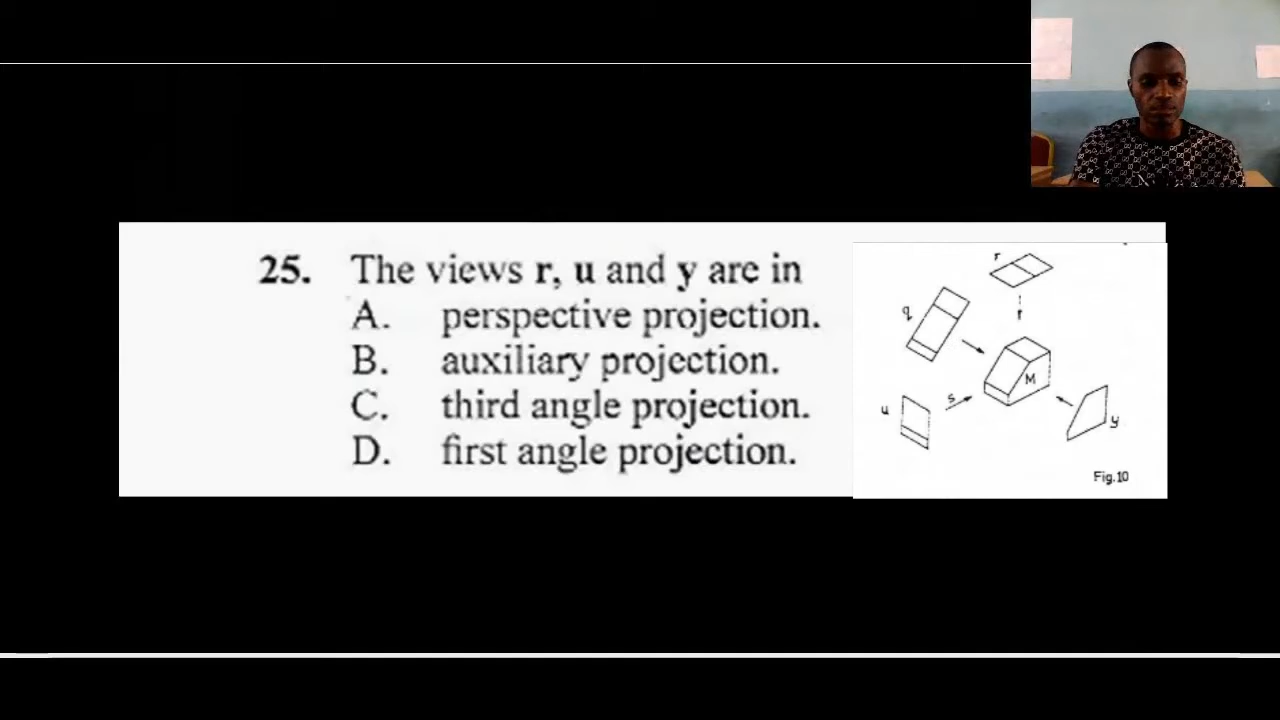 25. The views r, u and y are in
A. perspective projection.
B. auxiliary projection.
C. third angle projection.
D. first angle projection.
r
q
r
M
s
u
y
Fig.10